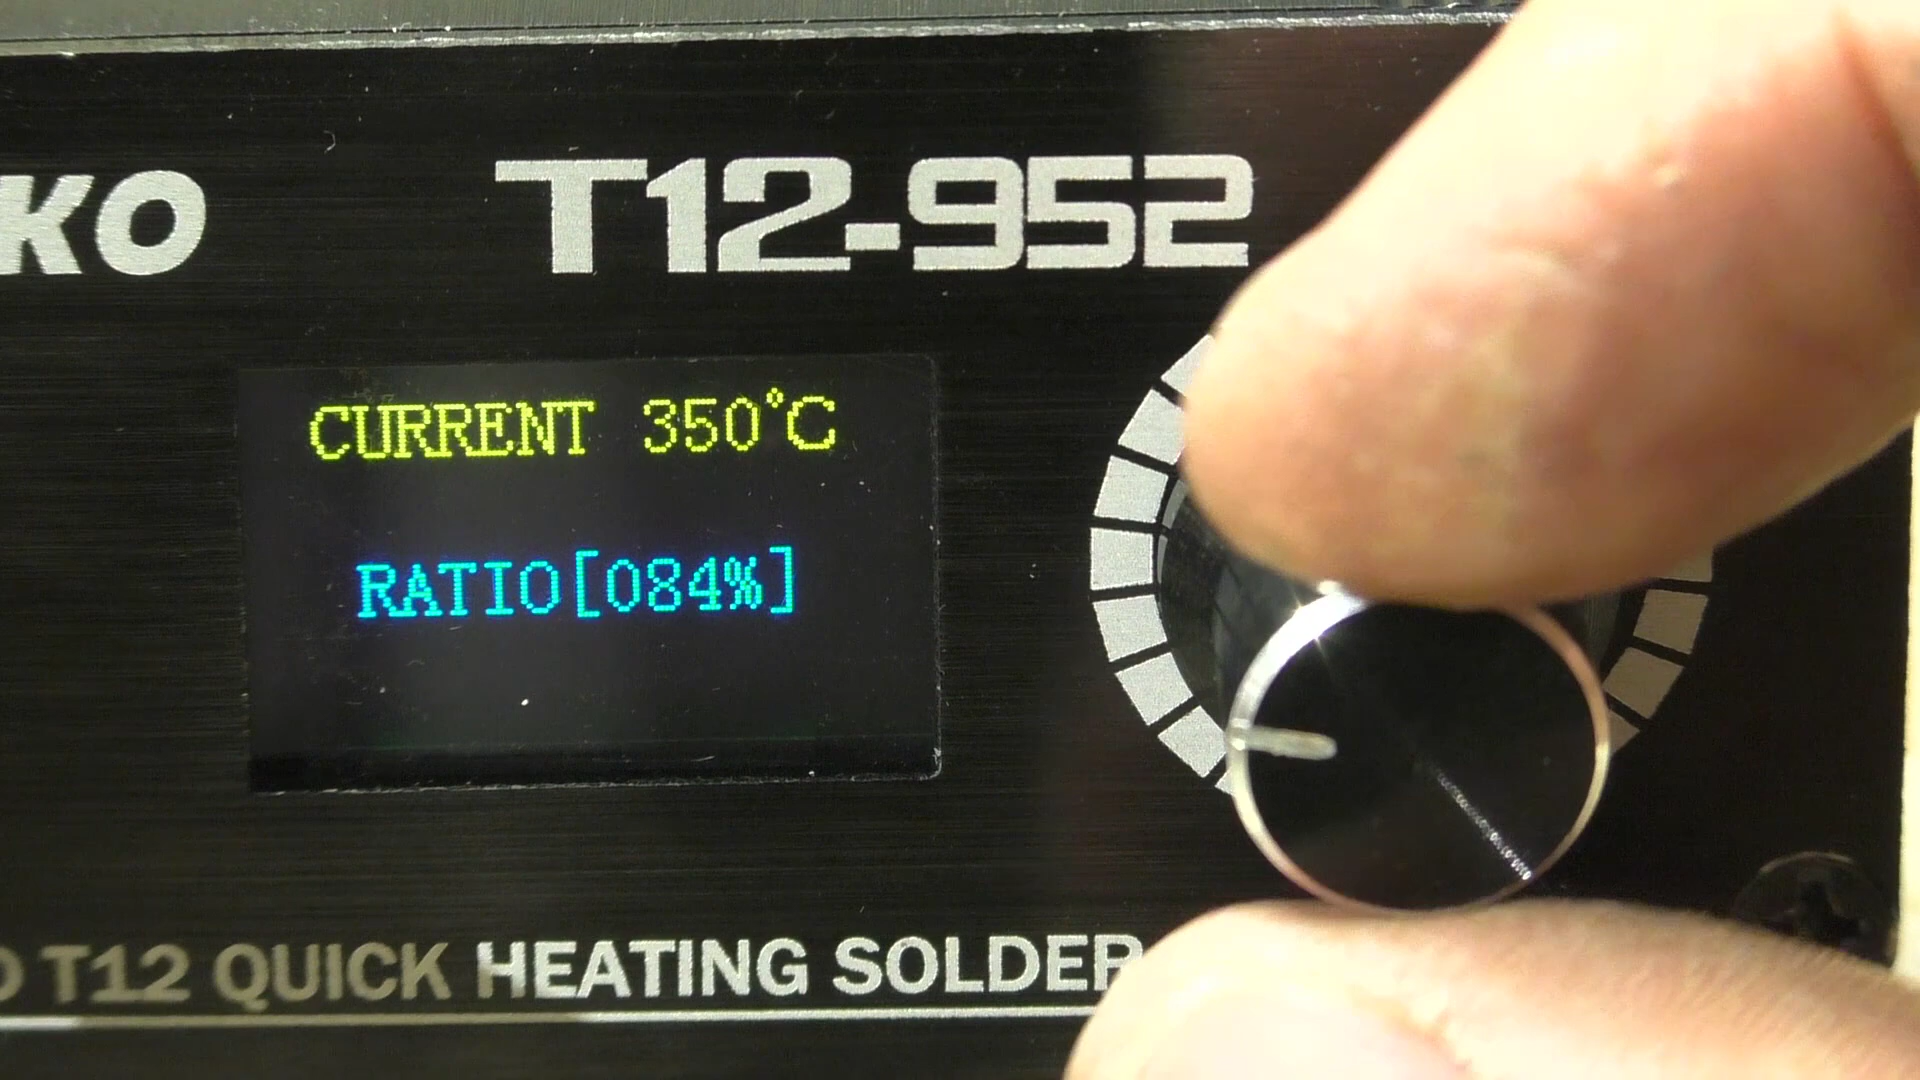 KO
T12-952
CURRENT 350°C
RATIO[084%]
T12 QUICK HEATING SOLDER